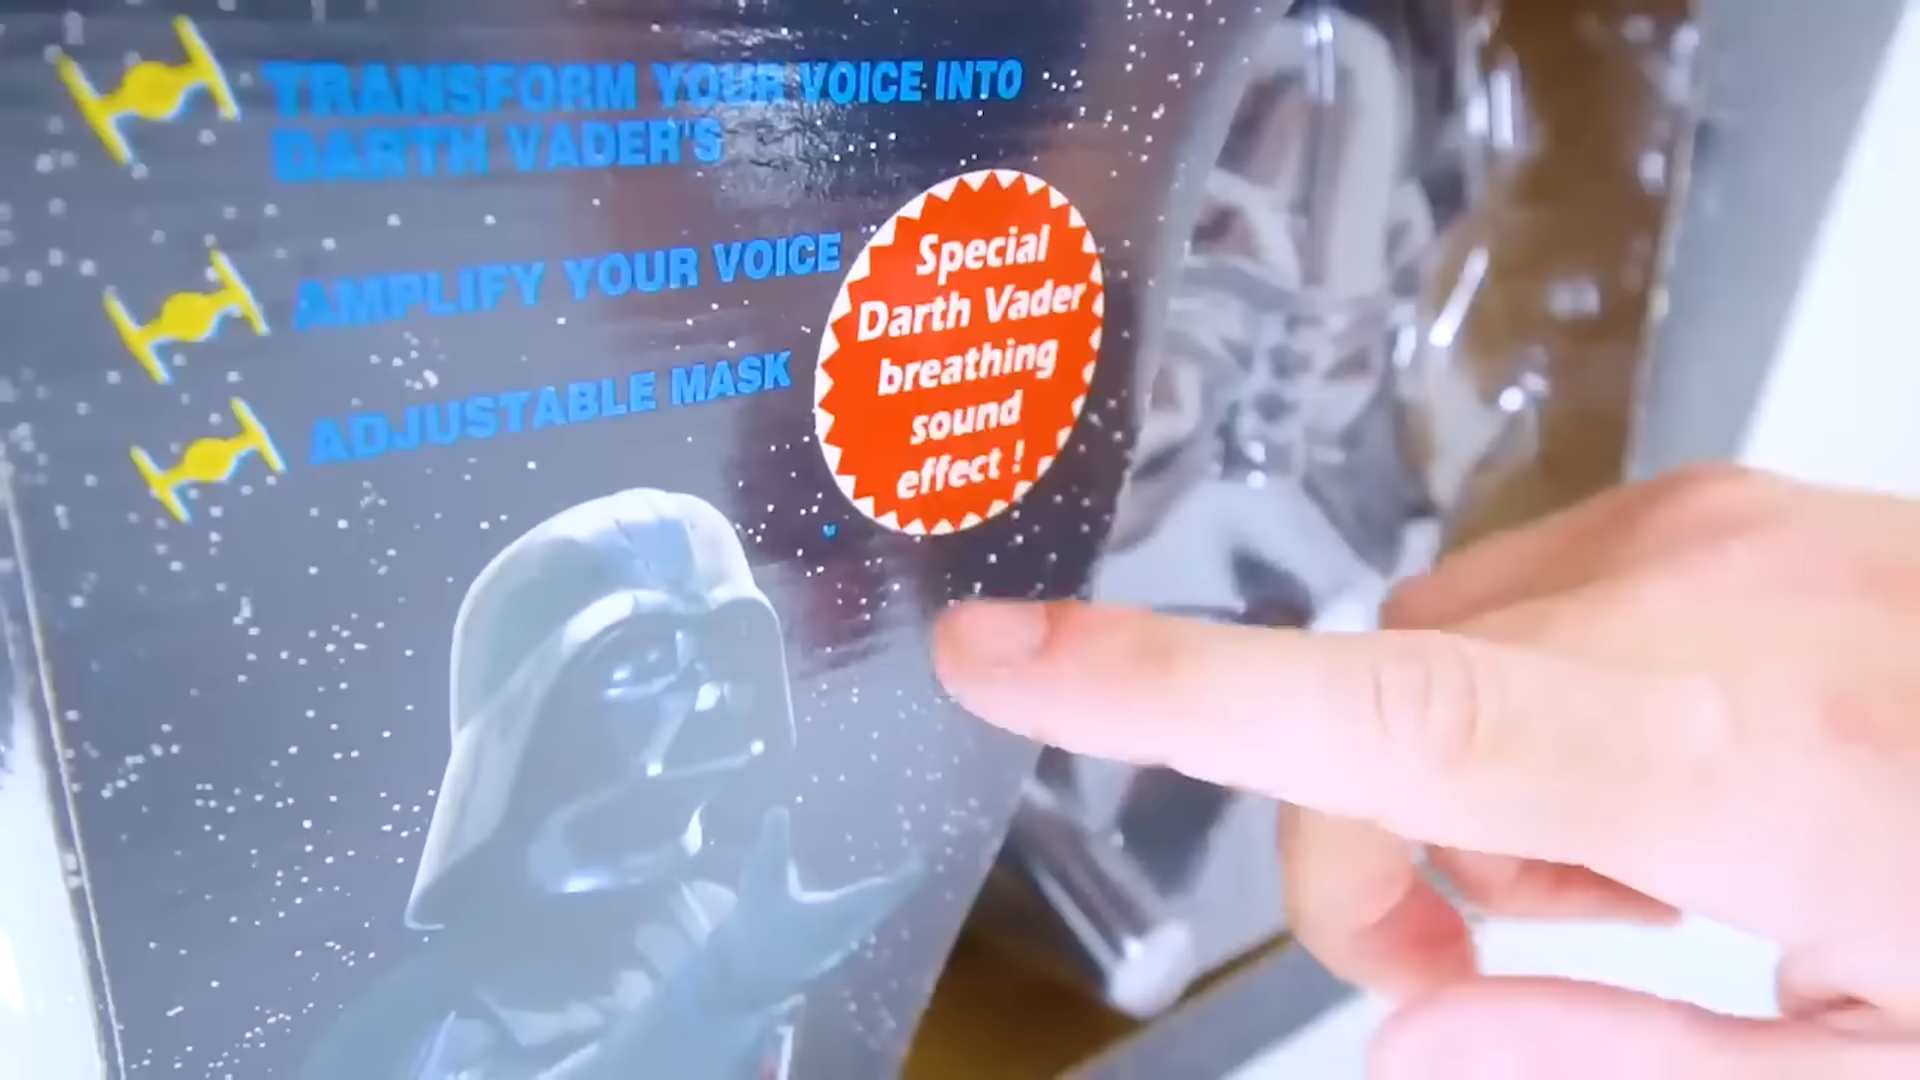 TRANSFORM YOUR VOICE INTO
DARTH VADER'S
AMPLIFY YOUR VOICE
ADJUSTABLE MASK
Special
Darth Vader
breathing
sound
effect !